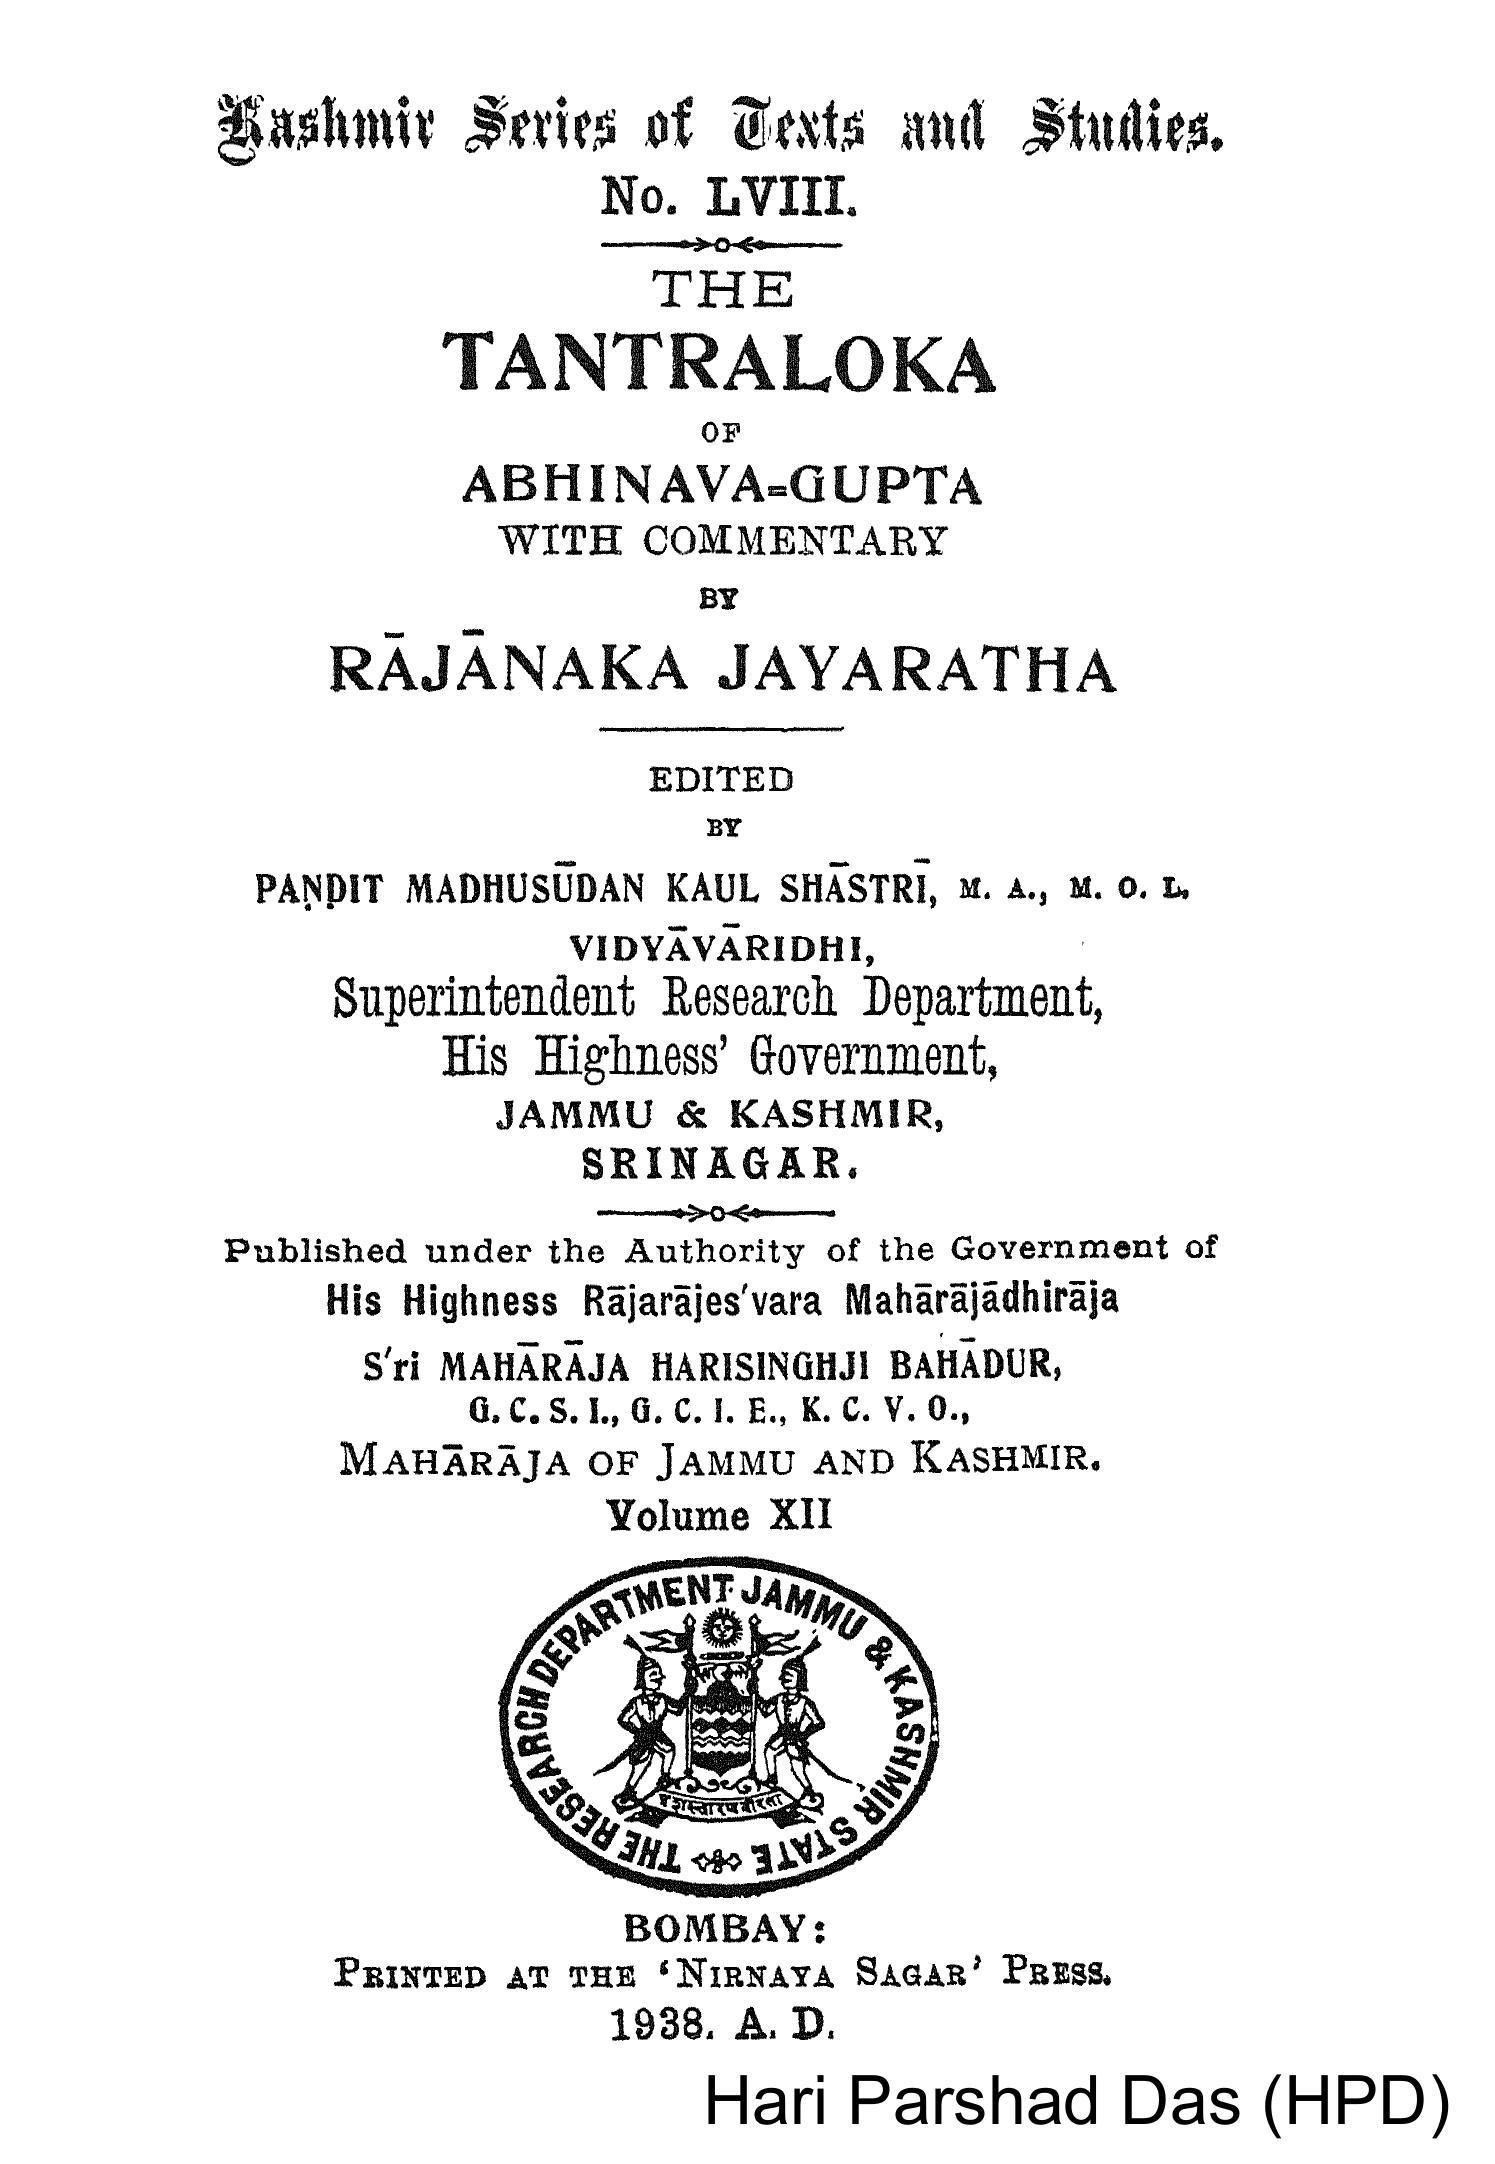 Kashmir Series of Texts and Studies.
No. LVIII.
THE
TANTRALOKA
OF
ABHINAVA=GUPTA
WITH COMMENTARY
BY
RĀJĀNAKA JAYARATHA
EDITED
BY
PAṆḌIT MADHUSŪDAN KAUL SHĀSTRĪ, M. A., M. O. L,
VIDYĀVĀRIDHI,
Superintendent Research Department,
His Highness' Government,
JAMMU & KASHMIR,
SRINAGAR.
Published under the Authority of the Government of
His Highness Rājarājes'vara Mahārājādhirāja
S'ri MAHĀRĀJA HARISINGHJI BAHĀDUR,
G. C. S. I., G. C. I. E., K. C. V. O.,
MAHĀRĀJA OF JAMMU AND KASHMIR.
Volume XII
THE RESEARCH DEPARTMENT. JAMMU & KASHMIR STATE
BOMBAY:
PRINTED AT THE 'NIRNAYA SAGAR' PRESS.
1938. A. D.
Hari Parshad Das (HPD)